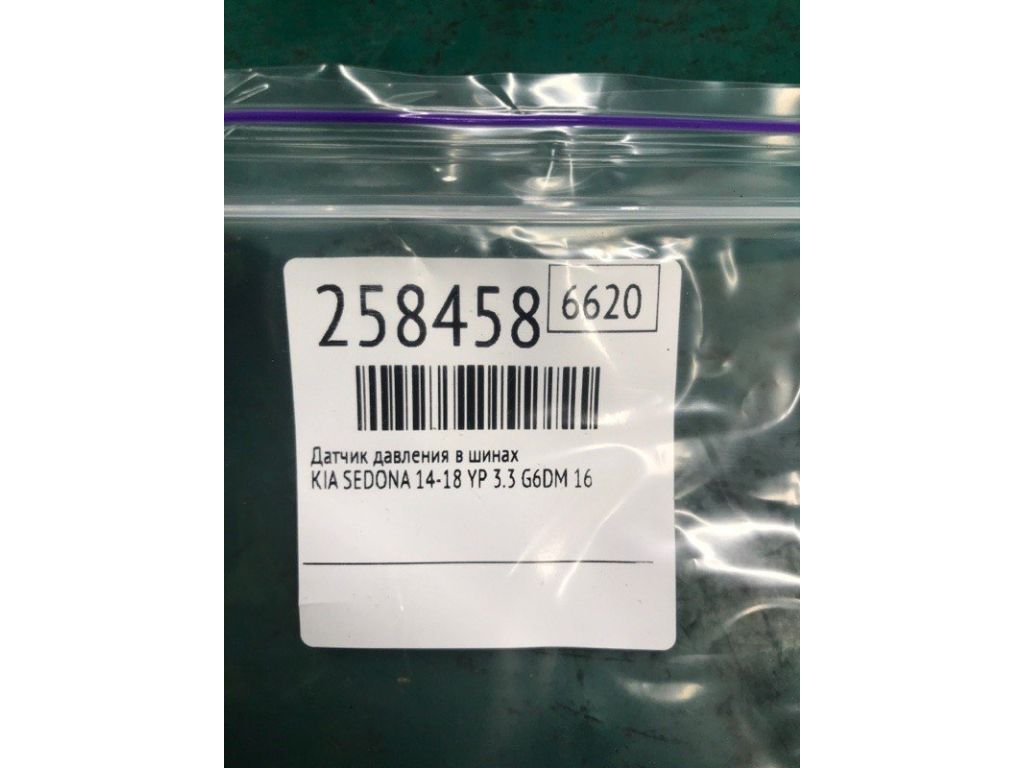 258458 6620
Датчик давления в шинах
KIA SEDONA 14-18 YP 3.3 G6DM 16